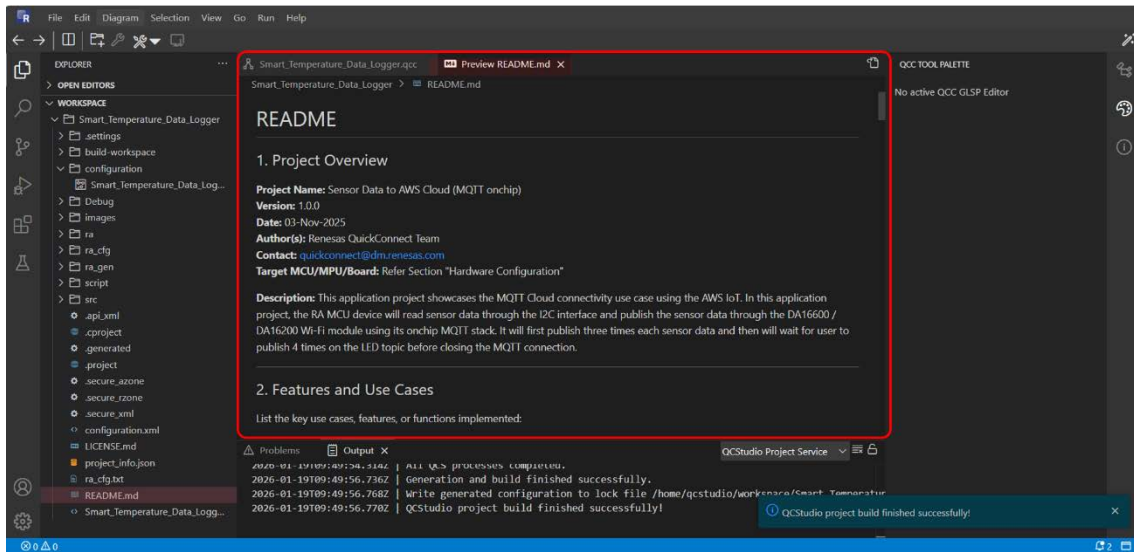 File Edit Diagram Selection View Go Run Help
EXPLORER
OPEN EDITORS
WORKSPACE
Smart_Temperature_Data_Logger
.settings
build-workspace
configuration
Smart_Temperature_Data_Log...
Debug
images
ra
ra_cfg
ra_gen
script
src
.api_xml
.cproject
.generated
.project
.secure_azone
.secure_rzone
.secure_xml
configuration.xml
LICENSE.md
project_info.json
ra_cfg.txt
README.md
Smart_Temperature_Data_Logg...
Smart_Temperature_Data_Logger.qcc Preview README.md
Smart_Temperature_Data_Logger > README.md
README
1. Project Overview
Project Name: Sensor Data to AWS Cloud (MQTT onchip)
Version: 1.0.0
Date: 03-Nov-2025
Author(s): Renesas QuickConnect Team
Contact: quickconnect@dm.renesas.com
Target MCU/MPU/Board: Refer Section "Hardware Configuration"
Description: This application project showcases the MQTT Cloud connectivity use case using the AWS IoT. In this application
project, the RA MCU device will read sensor data through the I2C interface and publish the sensor data through the DA16600 /
DA16200 Wi-Fi module using its onchip MQTT stack. It will first publish three times each sensor data and then will wait for user to
publish 4 times on the LED topic before closing the MQTT connection.
2. Features and Use Cases
List the key use cases, features, or functions implemented:
Problems Output QCStudio Project Service
2026-01-19T09:49:54.314Z | All QCS processes completed.
2026-01-19T09:49:56.736Z | Generation and build finished successfully.
2026-01-19T09:49:56.768Z | Write generated configuration to lock file /home/qcstudio/workspace/Smart_Temperatur
2026-01-19T09:49:56.770Z | QCStudio project build finished successfully!
QCC TOOL PALETTE
No active QCC GLSP Editor
QCStudio project build finished successfully!
0 0
2